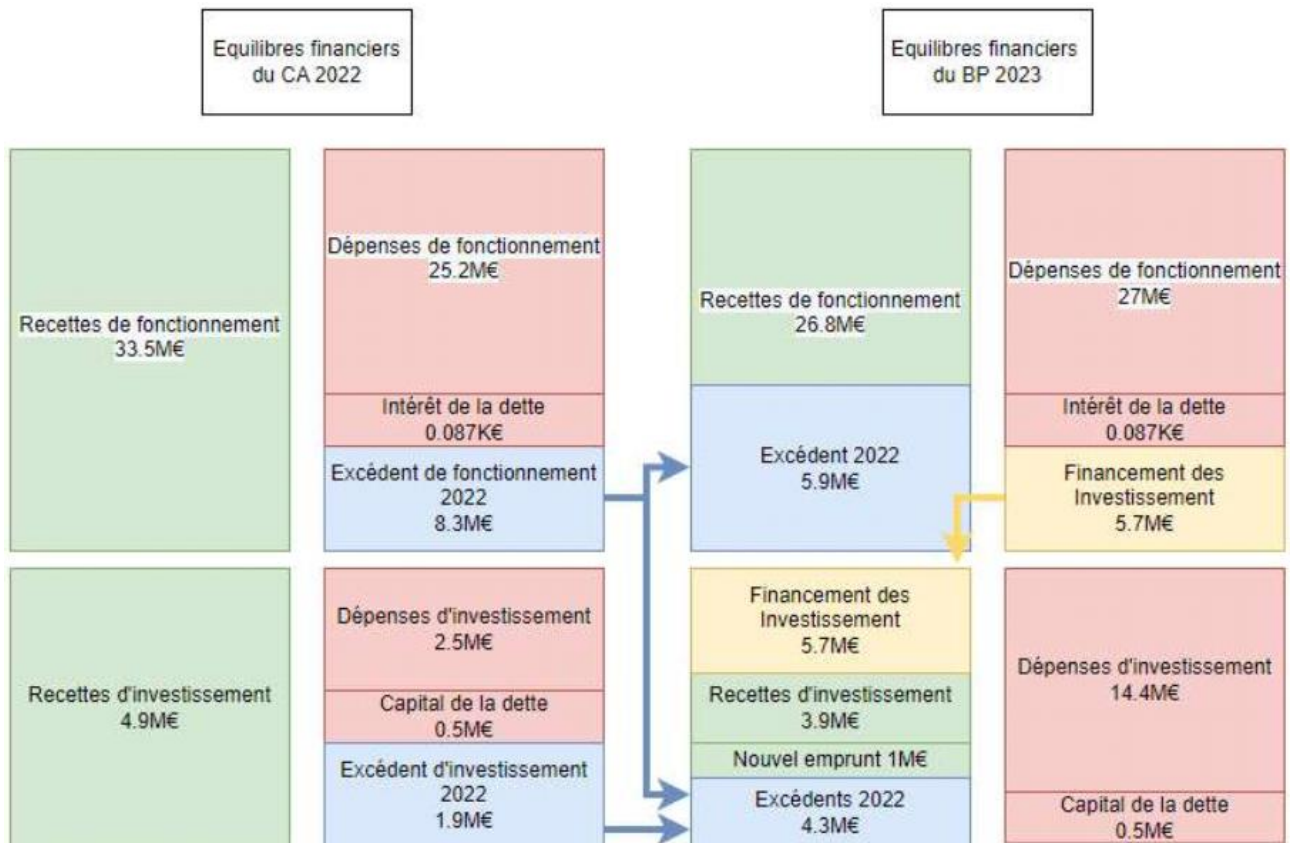 Equilibres financiers
du CA 2022
Equilibres financiers
du BP 2023
Recettes de fonctionnement
33.5M€
Dépenses de fonctionnement
25.2M€
Intérêt de la dette
0.087K€
Excédent de fonctionnement
2022
8.3M€
Recettes de fonctionnement
26.8M€
Excédent 2022
5.9M€
Dépenses de fonctionnement
27M€
Intérêt de la dette
0.087K€
Financement des
Investissement
5.7M€
Recettes d'investissement
4.9M€
Dépenses d'investissement
2.5M€
Capital de la dette
0.5M€
Excédent d'investissement
2022
1.9M€
Financement des
Investissement
5.7M€
Recettes d'investissement
3.9M€
Nouvel emprunt 1M€
Excédents 2022
4.3M€
Dépenses d'investissement
14.4M€
Capital de la dette
0.5M€